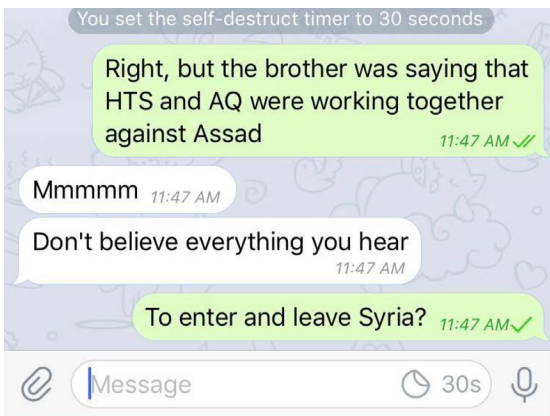 You set the self-destruct timer to 30 seconds
Right, but the brother was saying that
HTS and AQ were working together
against Assad
11:47 AM
Mmmmm 11:47 AM
Don't believe everything you hear
11:47 AM
To enter and leave Syria? 11:47 AM
Message 30s